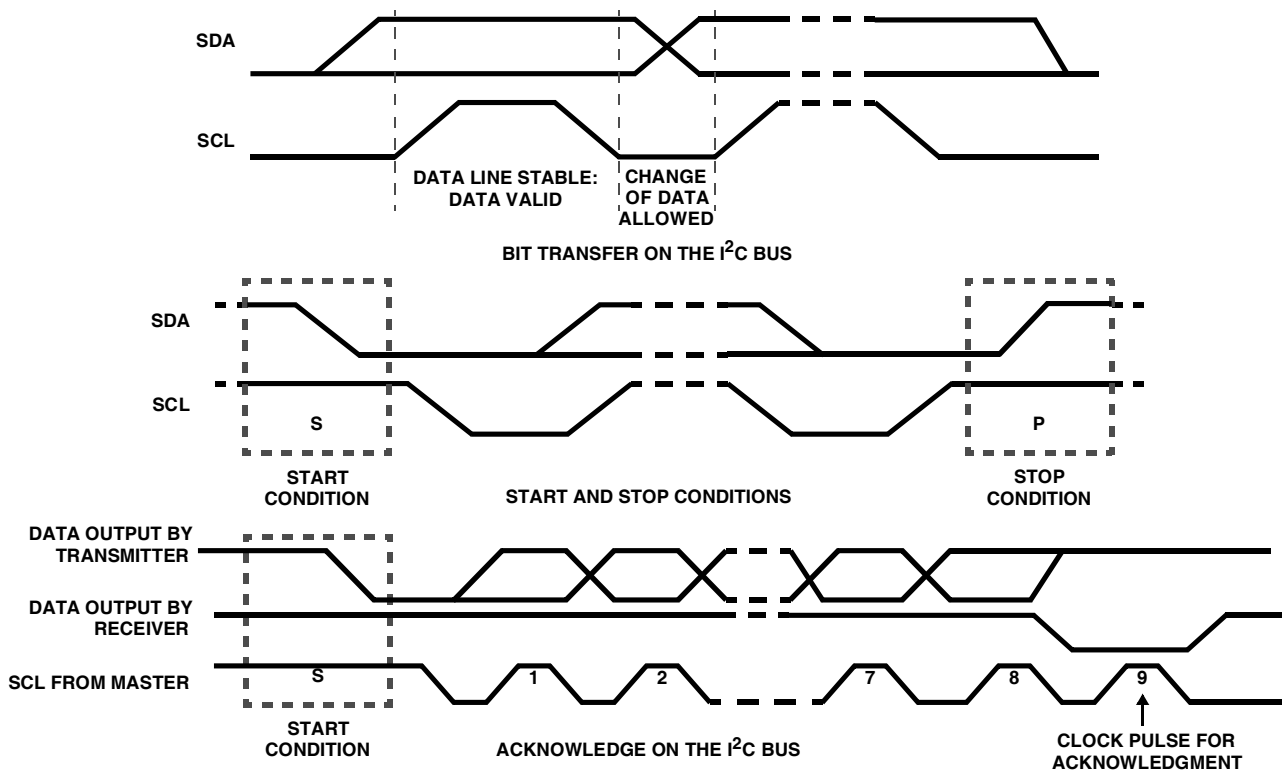 SDA
SCL
DATA LINE STABLE:
DATA VALID
CHANGE
OF DATA
ALLOWED
BIT TRANSFER ON THE I²C BUS
SDA
SCL
S
P
START
CONDITION
START AND STOP CONDITIONS
STOP
CONDITION
DATA OUTPUT BY
TRANSMITTER
DATA OUTPUT BY
RECEIVER
SCL FROM MASTER
S
1
2
7
8
9
START
CONDITION
ACKNOWLEDGE ON THE I²C BUS
CLOCK PULSE FOR
ACKNOWLEDGMENT